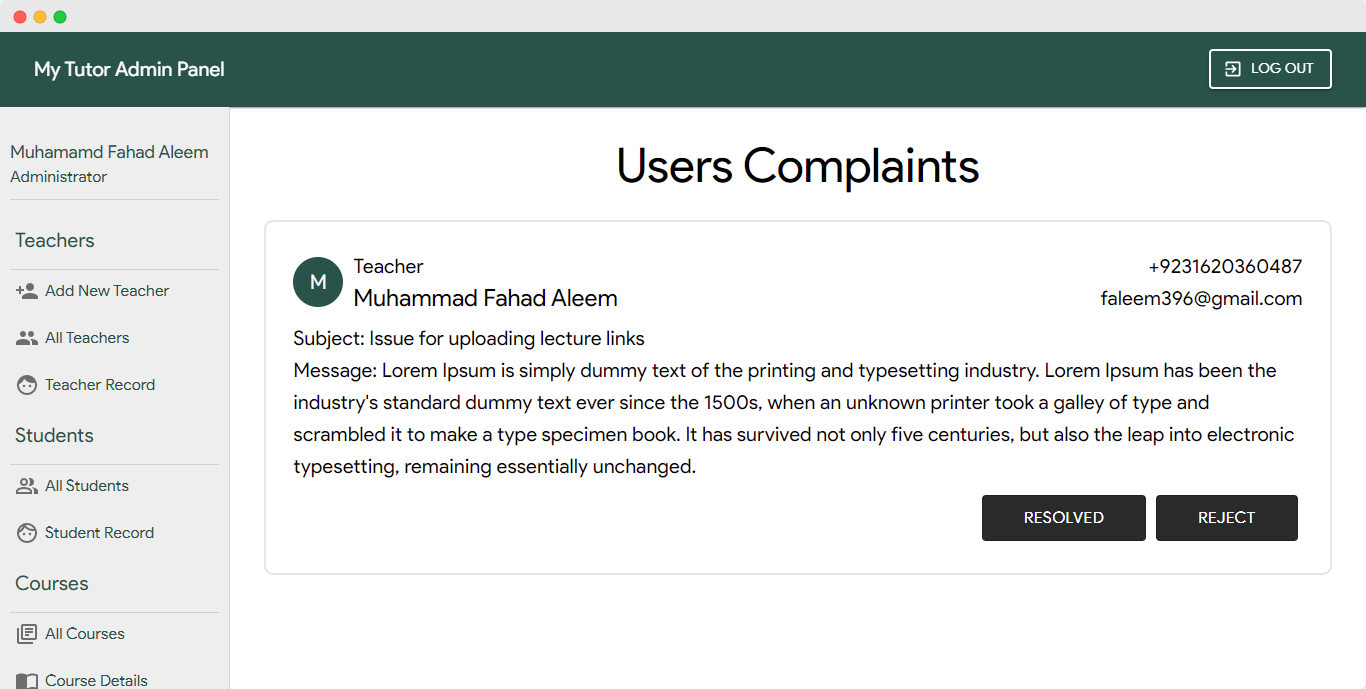 My Tutor Admin Panel
LOG OUT
Muhamamd Fahad Aleem
Administrator
Teachers
Add New Teacher
All Teachers
Teacher Record
Students
All Students
Student Record
Courses
All Courses
Course Details
Users Complaints
M
Teacher
Muhammad Fahad Aleem
+9231620360487
faleem396@gmail.com
Subject: Issue for uploading lecture links
Message: Lorem Ipsum is simply dummy text of the printing and typesetting industry. Lorem Ipsum has been the
industry's standard dummy text ever since the 1500s, when an unknown printer took a galley of type and
scrambled it to make a type specimen book. It has survived not only five centuries, but also the leap into electronic
typesetting, remaining essentially unchanged.
RESOLVED
REJECT